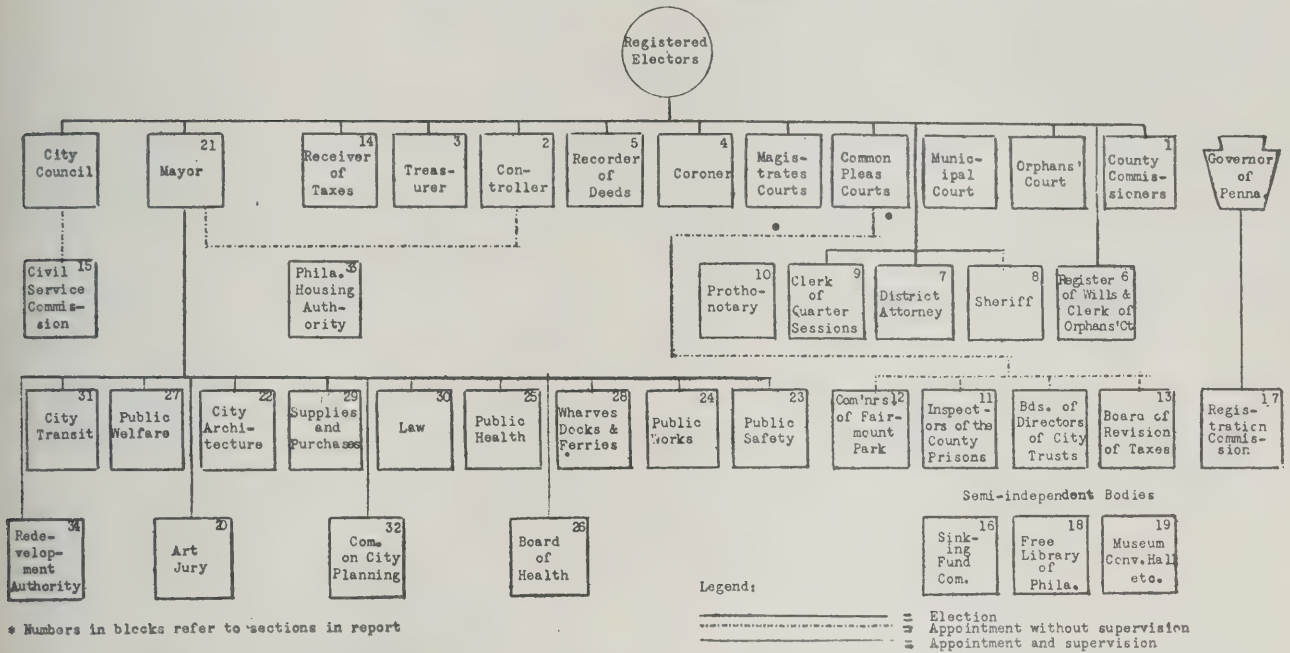 Registered
Electors
City
Council
21
Mayor
14
Receiver
of
Taxes
3
Treas-
urer
2
Con-
troller
5
Recorder
of
Deeds
4
Coroner
Magis-
trates
Courts
Common
Pleas
Courts
Munic-
ipal
Court
Orphans'
Court
1
County
Commis-
sioners
Governor
of
Penna.
15
Civil
Service
Commis-
sion
Phila.
Housing
Auth-
ority
10
Protho-
notary
9
Clerk
of
Quarter
Sessions
7
District
Attorney
8
Sheriff
6
Register
of Wills &
Clerk of
Orphans'Ct
31
City
Transit
27
Public
Welfare
22
City
Archi-
tecture
29
Supplies
and
Purchases
30
Law
25
Public
Health
28
Wharves
Docks &
Ferries
24
Public
Works
23
Public
Safety
12
Com'nrs.
of Fair-
mount
Park
11
Inspect-
ors of the
County
Prisons
Bds. of
Directors
of City
Trusts
13
Board of
Revision
of Taxes
17
Regis-
tration
Commis-
sion
34
Rede-
velop-
ment
Authority
20
Art
Jury
32
Com.
on City
Planning
26
Board
of
Health
Semi-independent Bodies
16
Sink-
ing
Fund
Com.
18
Free
Library
of
Phila.
19
Museum
Conv.Hall
etc.
Legend:
= Election
= Appointment without supervision
= Appointment and supervision
* Numbers in blocks refer to sections in report